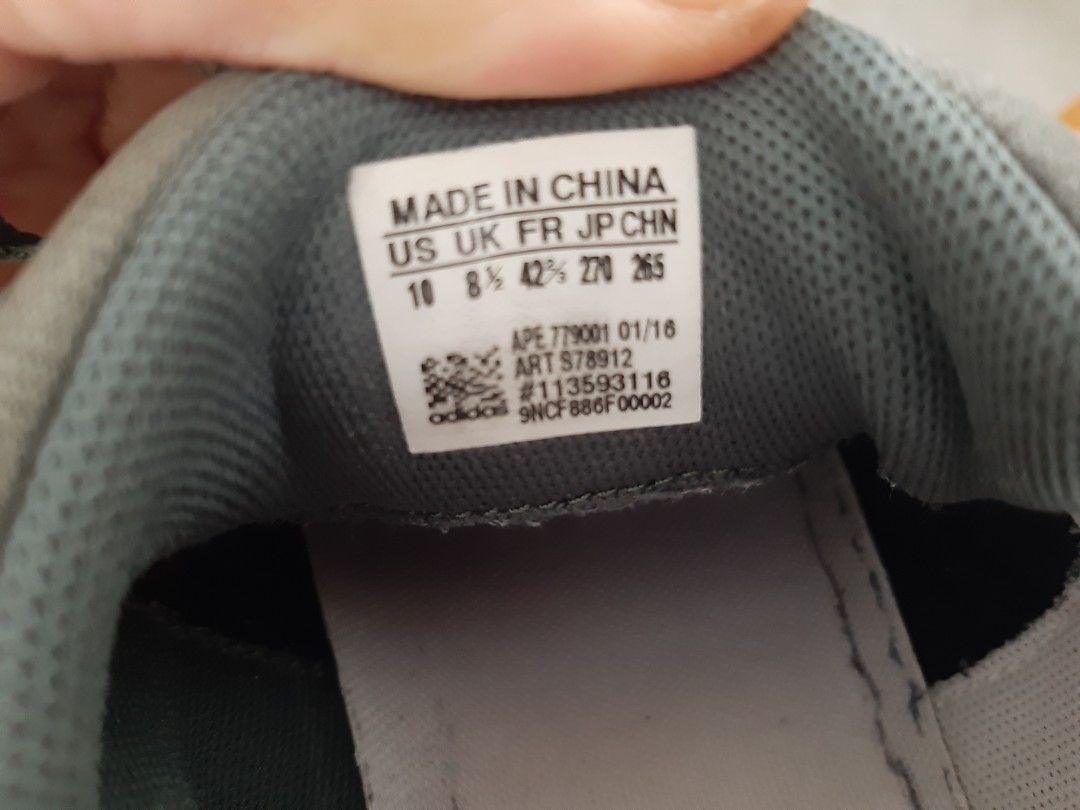 MADE IN CHINA
US UK FR JP CHN
10 8½ 42⅔ 270 265
APE 779001 01/16
ART S78912
#113593116
9NCF886F00002
adidas